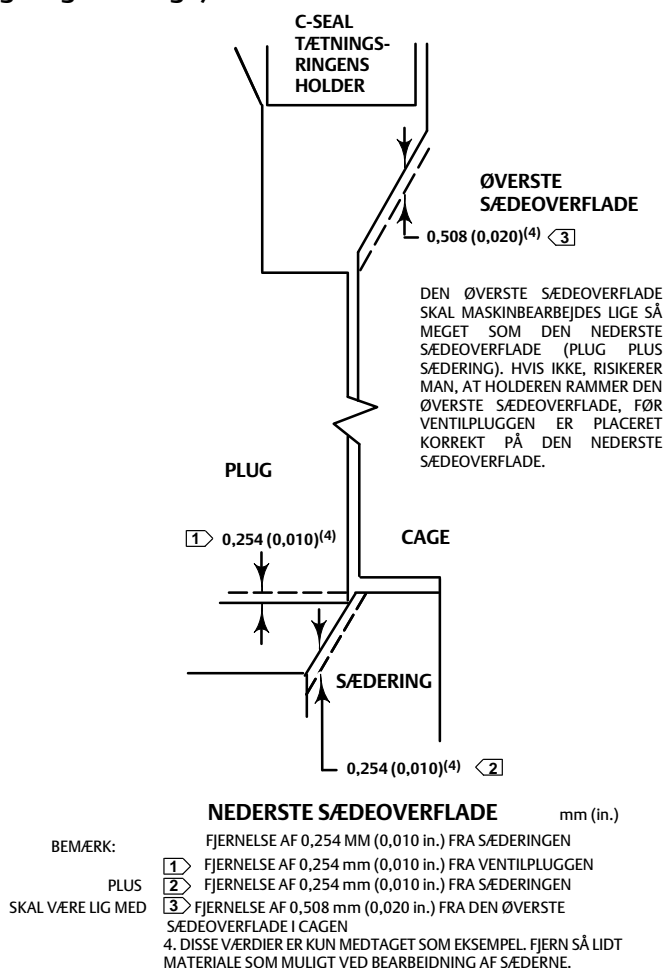 C-SEAL
TÆTNINGS-
RINGENS
HOLDER
ØVERSTE
SÆDEOVERFLADE
0,508 (0,020)(4) 3
DEN ØVERSTE SÆDEOVERFLADE
SKAL MASKINBEARBEJDES LIGE SÅ
MEGET SOM DEN NEDERSTE
SÆDEOVERFLADE (PLUG PLUS
SÆDERING). HVIS IKKE, RISIKERER
MAN, AT HOLDEREN RAMMER DEN
ØVERSTE SÆDEOVERFLADE, FØR
VENTILPLUGGEN ER PLACERET
KORREKT PÅ DEN NEDERSTE
SÆDEOVERFLADE.
PLUG
1 0,254 (0,010)(4)
CAGE
SÆDERING
0,254 (0,010)(4) 2
NEDERSTE SÆDEOVERFLADE mm (in.)
BEMÆRK: FJERNELSE AF 0,254 MM (0,010 in.) FRA SÆDERINGEN
1 FJERNELSE AF 0,254 mm (0,010 in.) FRA VENTILPLUGGEN
PLUS 2 FJERNELSE AF 0,254 mm (0,010 in.) FRA SÆDERINGEN
SKAL VÆRE LIG MED 3 FJERNELSE AF 0,508 mm (0,020 in.) FRA DEN ØVERSTE
SÆDEOVERFLADE I CAGEN
4. DISSE VÆRDIER ER KUN MEDTAGET SOM EKSEMPEL. FJERN SÅ LIDT
MATERIALE SOM MULIGT VED BEARBEJDNING AF SÆDERNE.